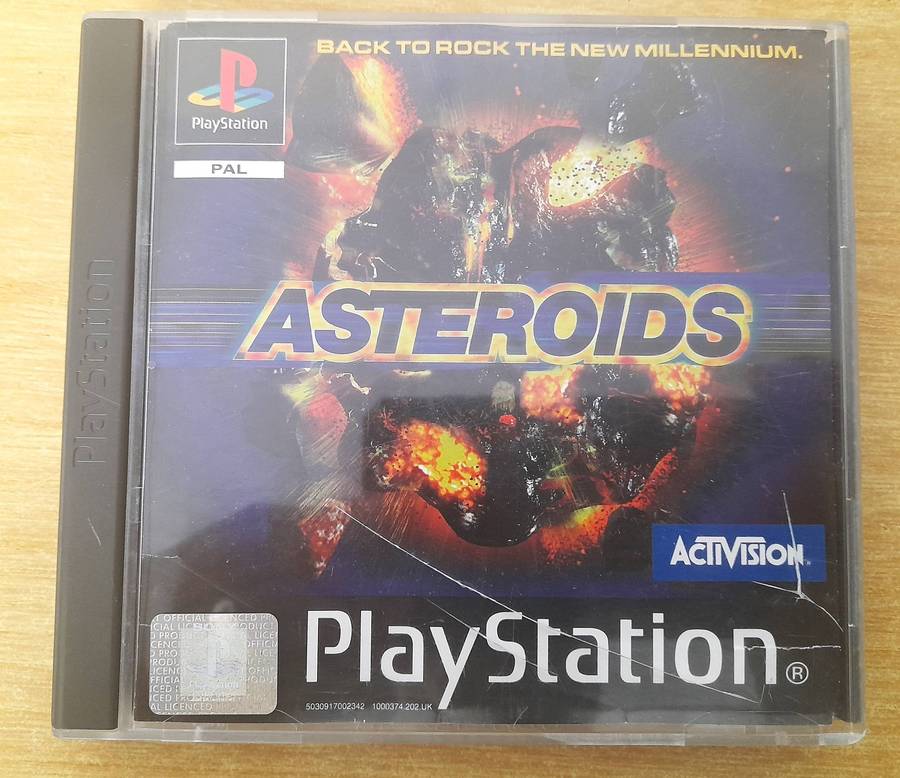 BACK TO ROCK THE NEW MILLENNIUM.
PlayStation
PAL
PlayStation
ASTEROIDS
ACTIVISION
PlayStation®
5030917002342 1000374.202.UK